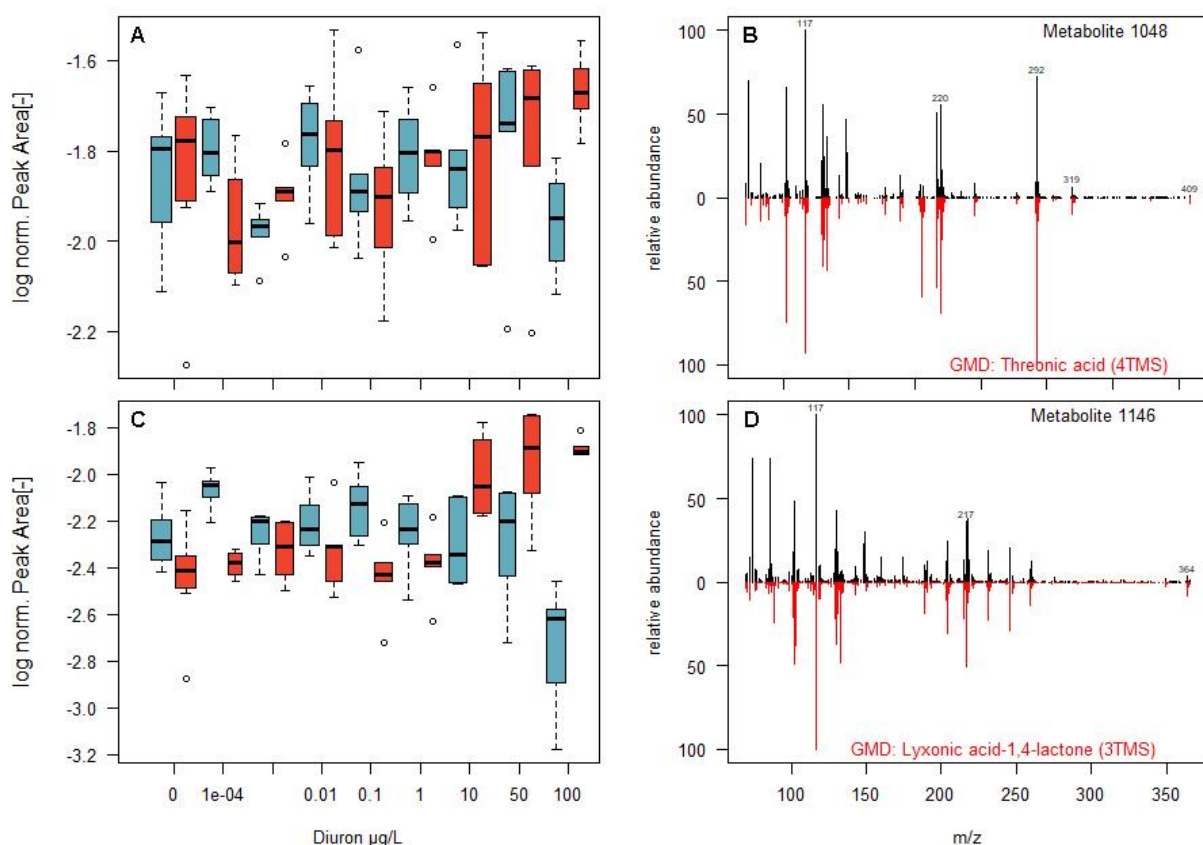 A
-1.6
-1.8
-2.0
-2.2
log norm. Peak Area[-]
B
Metabolite 1048
117
292
220
319
409
100
50
0
50
100
relative abundance
GMD: Threonic acid (4TMS)
C
-1.8
-2.0
-2.2
-2.4
-2.6
-2.8
-3.0
-3.2
log norm. Peak Area[-]
0 1e-04 0.01 0.1 1 10 50 100
Diuron µg/L
D
Metabolite 1146
117
217
364
100
50
0
50
100
relative abundance
GMD: Lyxonic acid-1,4-lactone (3TMS)
100 150 200 250 300 350
m/z